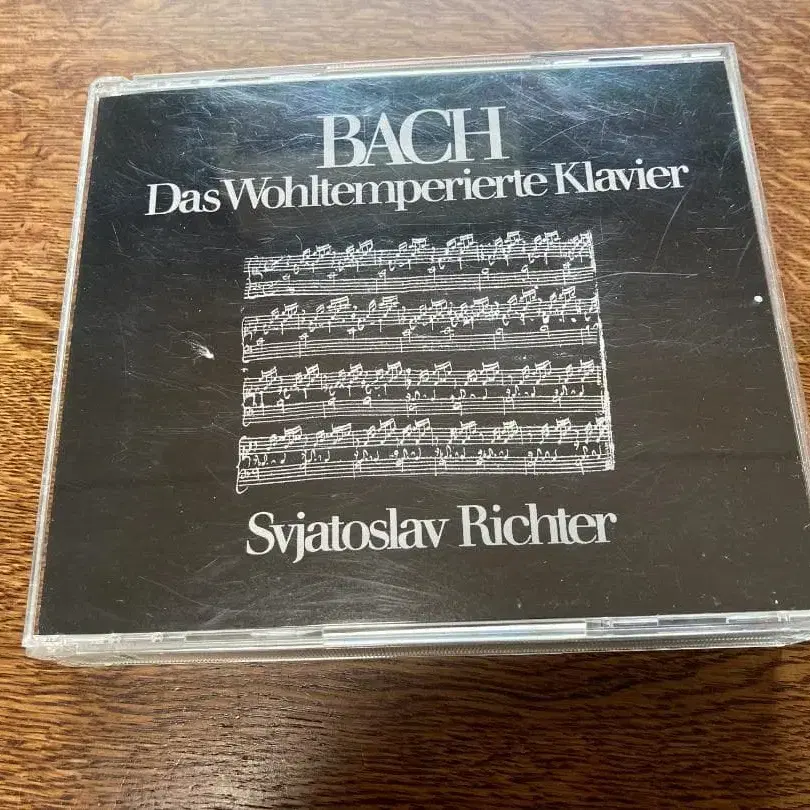 BACH
Das Wohltemperierte Klavier
Svjatoslav Richter